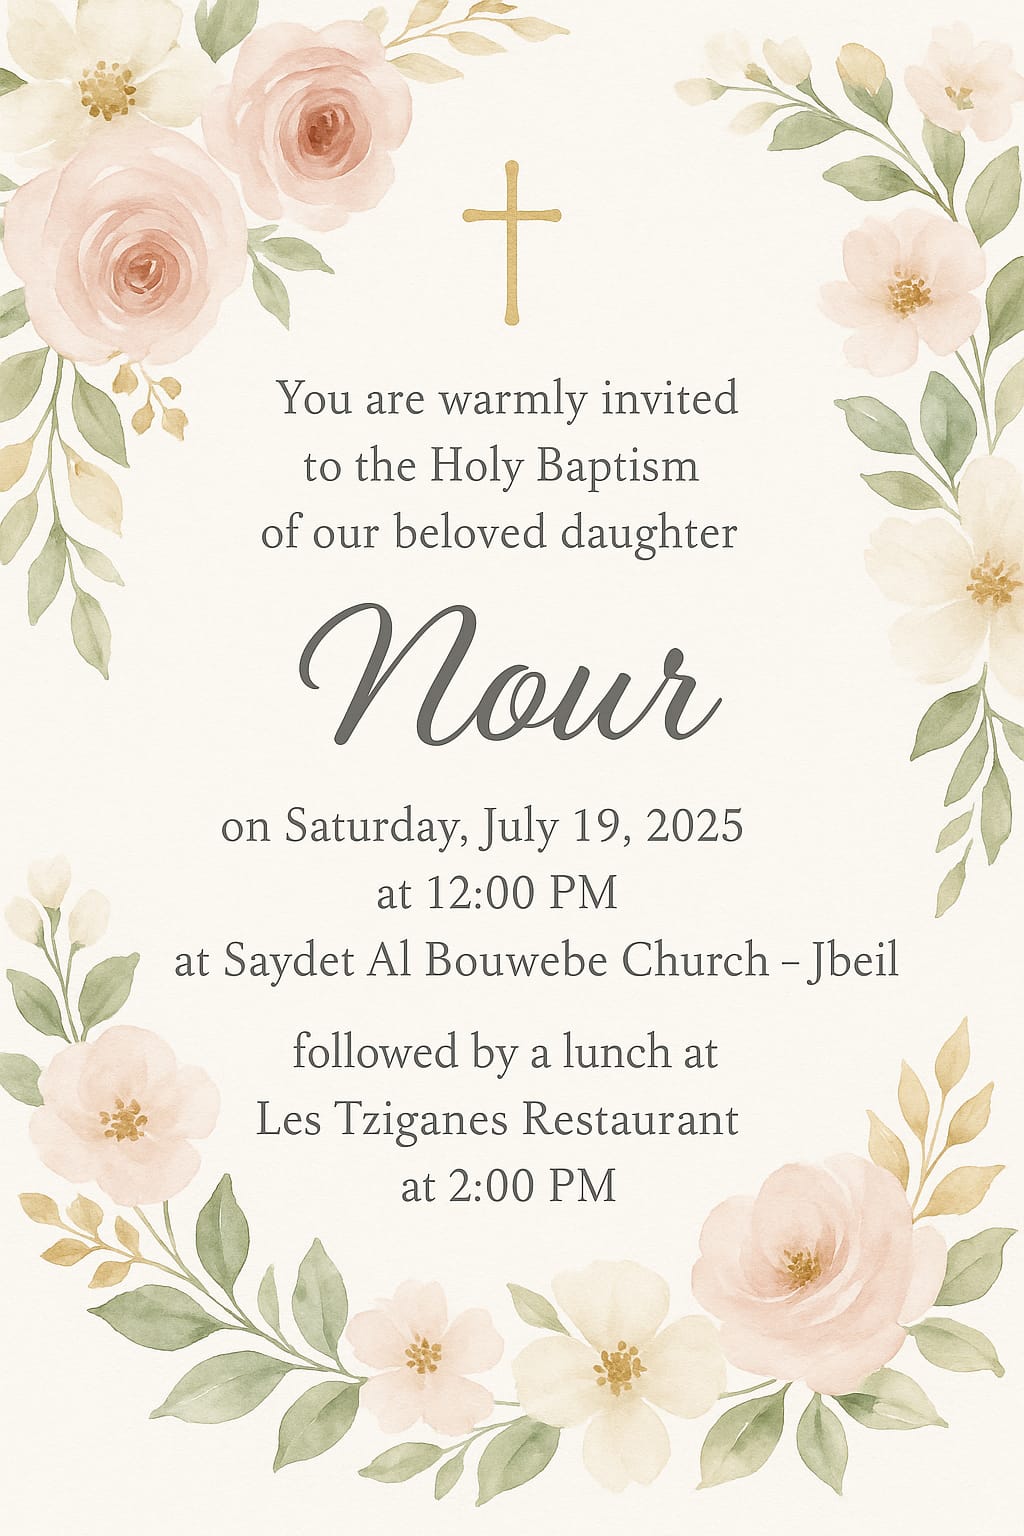 You are warmly invited
to the Holy Baptism
of our beloved daughter
Nour
on Saturday, July 19, 2025
at 12:00 PM
at Saydet Al Bouwebe Church – Jbeil
followed by a lunch at
Les Tziganes Restaurant
at 2:00 PM